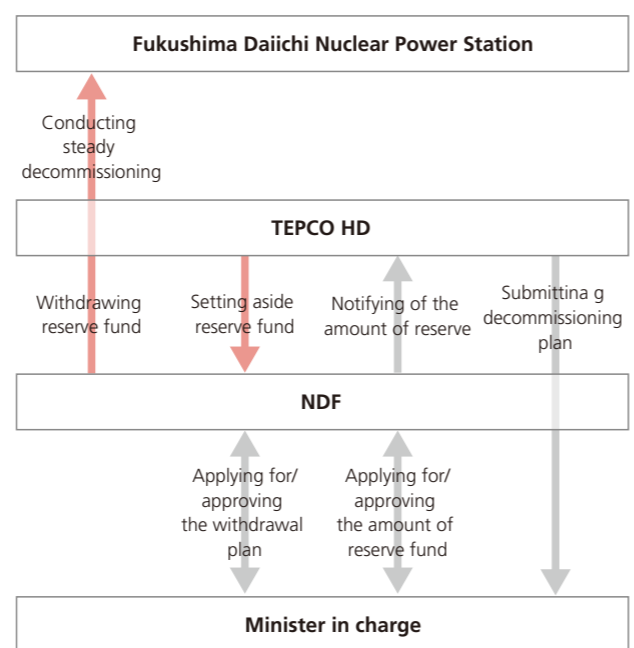 Fukushima Daiichi Nuclear Power Station
Conducting
steady
decommissioning
TEPCO HD
Withdrawing
reserve fund
Setting aside
reserve fund
Notifying of the
amount of reserve
Submittina g
decommissioning
plan
NDF
Applying for/
approving
the withdrawal
plan
Applying for/
approving
the amount of
reserve fund
Minister in charge